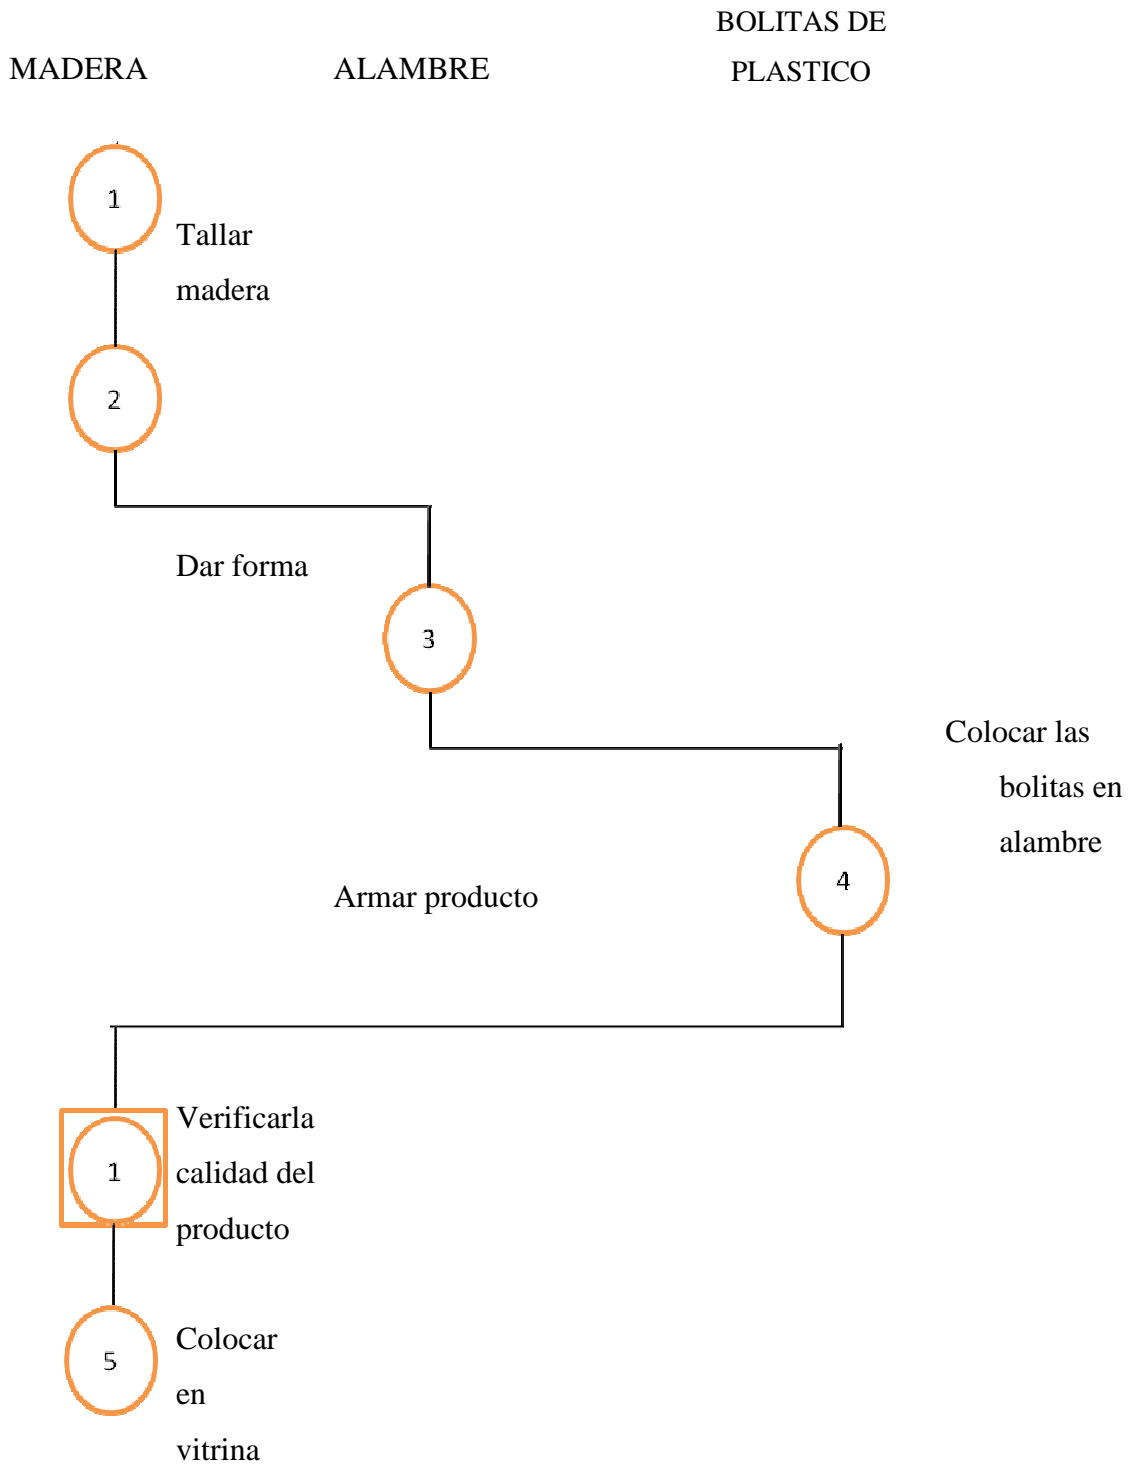 BOLITAS DE
PLASTICO
MADERA
ALAMBRE
1
Tallar
madera
2
Dar forma
3
Colocar las
bolitas en
alambre
4
Armar producto
Verificarla
1
calidad del
producto
Colocar
5
en
vitrina